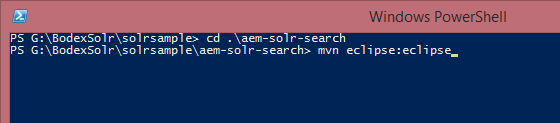 Windows PowerShell
PS G:\BodexSolr\solrsample> cd .\aem-solr-search
PS G:\BodexSolr\solrsample\aem-solr-search> mvn eclipse:eclipse